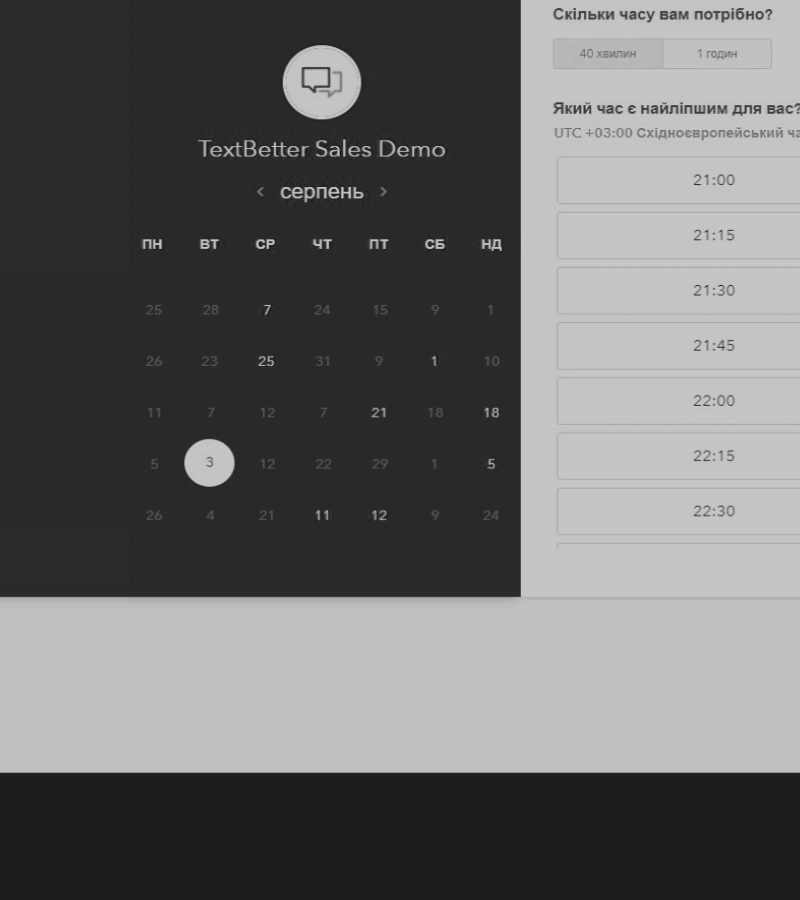 TextBetter Sales Demo
< серпень >
ПН ВТ СР ЧТ ПТ СБ НД
25 28 7 24 15 9 1
26 23 25 31 9 1 10
11 7 12 7 21 18 18
5 3 12 22 29 1 5
26 4 21 11 12 9 24
Скільки часу вам потрібно?
40 хвилин 1 годин
Який час є найліпшим для вас?
UTC +03:00 Східноєвропейський ча
21:00
21:15
21:30
21:45
22:00
22:15
22:30